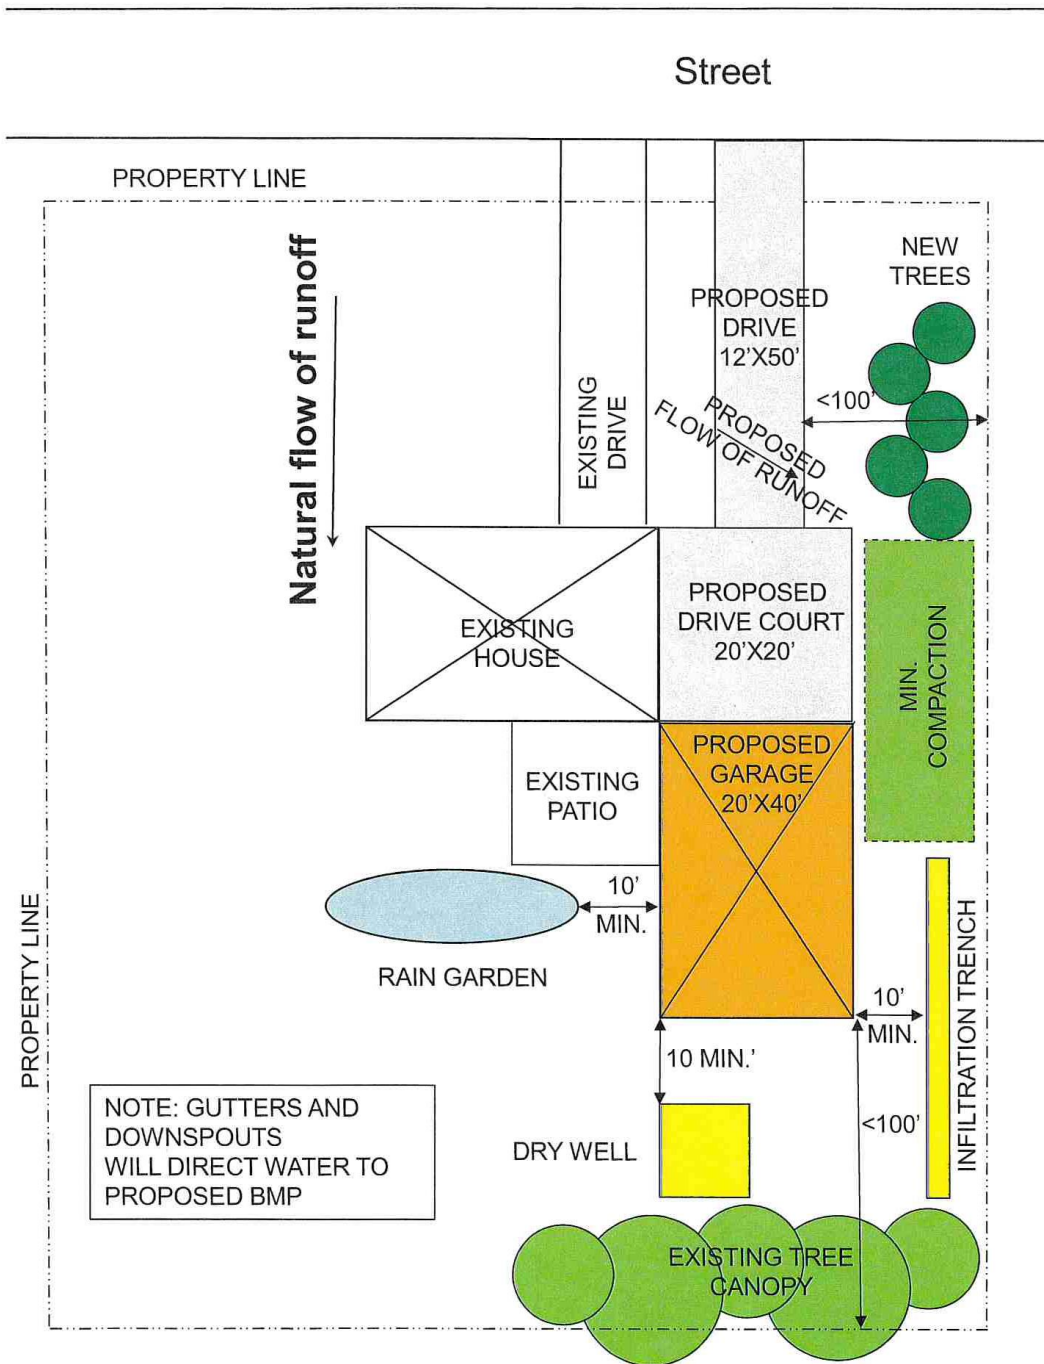 Street
PROPERTY LINE
Natural flow of runoff
NEW
TREES
PROPOSED
DRIVE
12'X50'
<100'
EXISTING
DRIVE
PROPOSED
FLOW OF RUNOFF
EXISTING
HOUSE
PROPOSED
DRIVE COURT
20'X20'
MIN.
COMPACTION
PROPOSED
GARAGE
20'X40'
EXISTING
PATIO
10'
MIN.
RAIN GARDEN
PROPERTY LINE
10'
MIN.
INFILTRATION TRENCH
10 MIN.'
<100'
DRY WELL
NOTE: GUTTERS AND
DOWNSPOUTS
WILL DIRECT WATER TO
PROPOSED BMP
EXISTING TREE
CANOPY